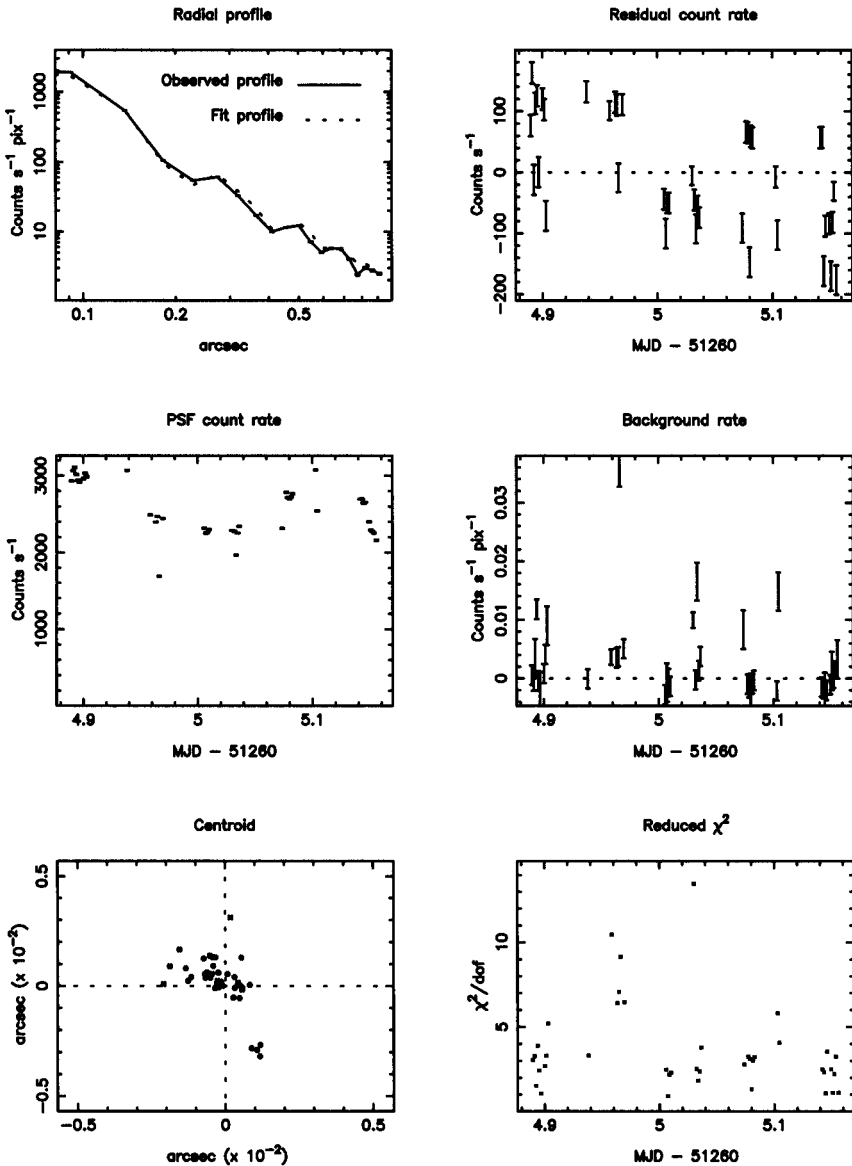 Radial profile
Observed profile
Fit profile
1000
100
10
Counts s⁻¹ pix⁻¹
0.1 0.2 0.5
arcsec
Residual count rate
100
0
-100
-200
Counts s⁻¹
4.9 5 5.1
MJD − 51260
PSF count rate
3000
2000
1000
Counts s⁻¹
4.9 5 5.1
MJD − 51260
Background rate
0.03
0.02
0.01
0
Counts s⁻¹ pix⁻¹
4.9 5 5.1
MJD − 51260
Centroid
0.5
0
−0.5
arcsec (x 10⁻²)
−0.5 0 0.5
arcsec (x 10⁻²)
Reduced χ²
10
5
χ²/dof
4.9 5 5.1
MJD − 51260